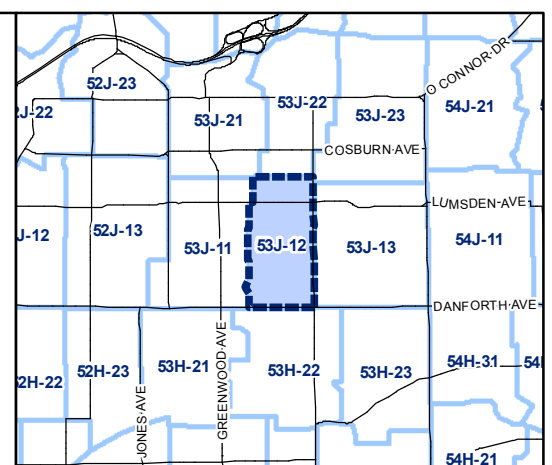 O CONNOR DR
52J-23
53J-22
54J-21
2J-22
53J-21
53J-23
COSBURN AVE
LUMSDEN AVE
J-12
52J-13
53J-11
53J-12
53J-13
54J-11
DANFORTH AVE
GREENWOOD AVE
JONES AVE
2H-22
52H-23
53H-21
53H-22
53H-23
54H-31
54
54H-21